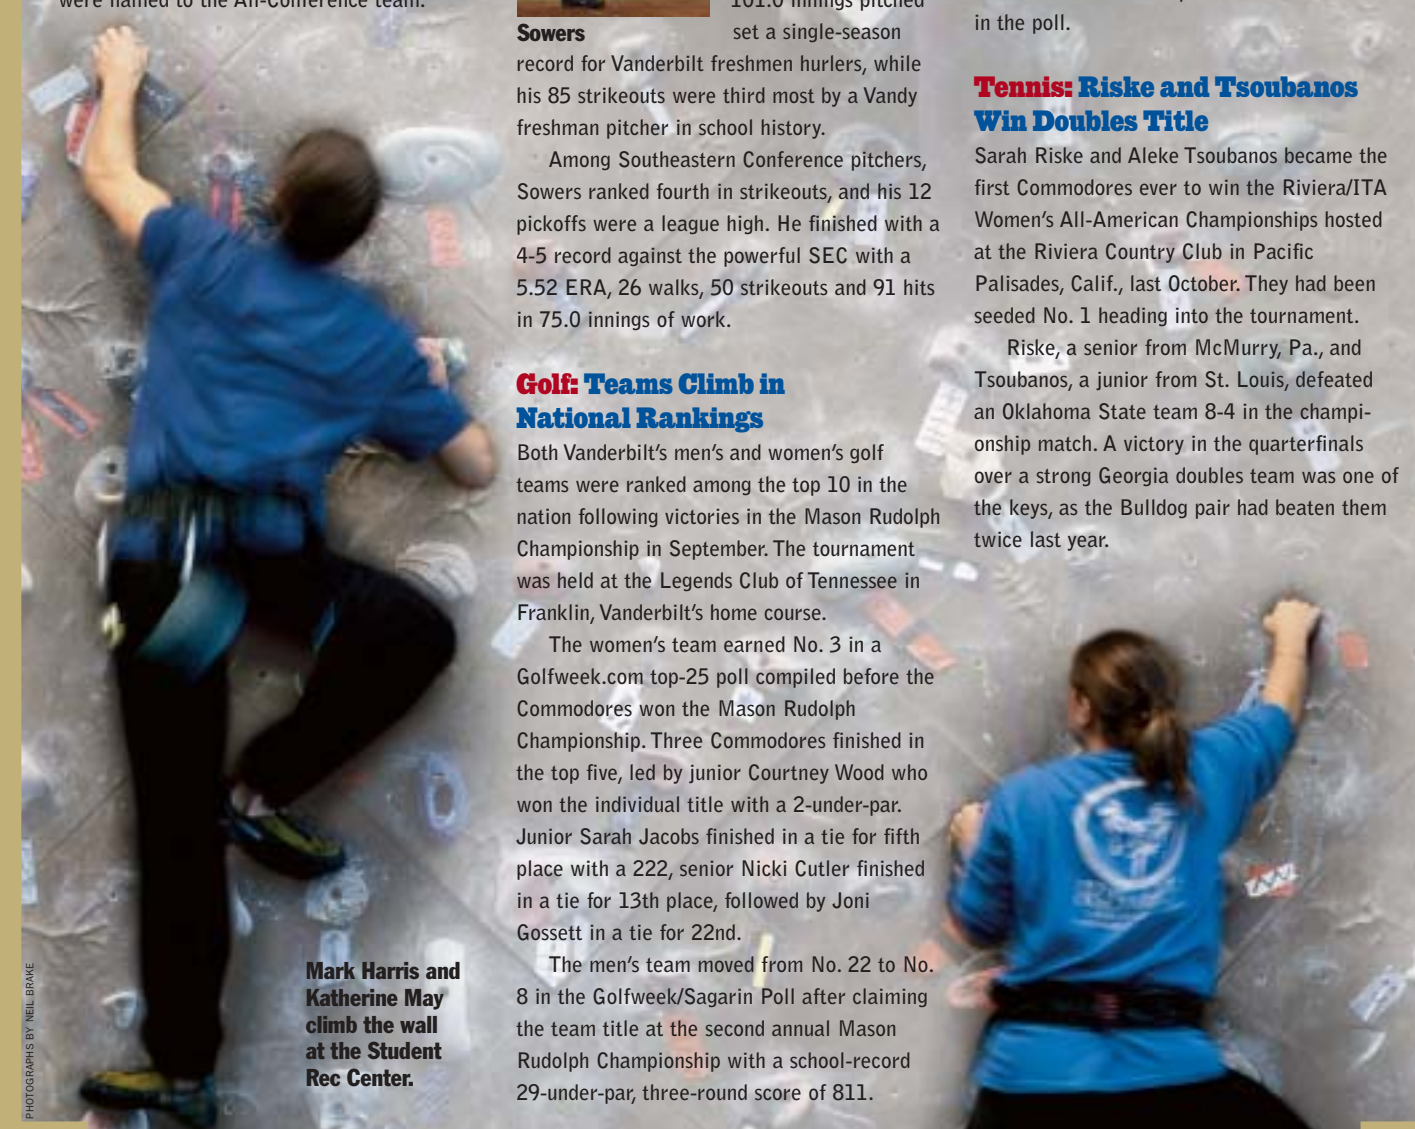 were named to the All-Conference team.
Mark Harris and
Katherine May
climb the wall
at the Student
Rec Center.
PHOTOGRAPHS BY NEIL BRAKE
Sowers
101.0 innings pitched
set a single-season
record for Vanderbilt freshmen hurlers, while
his 85 strikeouts were third most by a Vandy
freshman pitcher in school history.
Among Southeastern Conference pitchers,
Sowers ranked fourth in strikeouts, and his 12
pickoffs were a league high. He finished with a
4-5 record against the powerful SEC with a
5.52 ERA, 26 walks, 50 strikeouts and 91 hits
in 75.0 innings of work.
Golf: Teams Climb in
National Rankings
Both Vanderbilt's men's and women's golf
teams were ranked among the top 10 in the
nation following victories in the Mason Rudolph
Championship in September. The tournament
was held at the Legends Club of Tennessee in
Franklin, Vanderbilt's home course.
The women's team earned No. 3 in a
Golfweek.com top-25 poll compiled before the
Commodores won the Mason Rudolph
Championship. Three Commodores finished in
the top five, led by junior Courtney Wood who
won the individual title with a 2-under-par.
Junior Sarah Jacobs finished in a tie for fifth
place with a 222, senior Nicki Cutler finished
in a tie for 13th place, followed by Joni
Gossett in a tie for 22nd.
The men's team moved from No. 22 to No.
8 in the Golfweek/Sagarin Poll after claiming
the team title at the second annual Mason
Rudolph Championship with a school-record
29-under-par, three-round score of 811.
in the poll.
Tennis: Riske and Tsoubanos
Win Doubles Title
Sarah Riske and Aleke Tsoubanos became the
first Commodores ever to win the Riviera/ITA
Women's All-American Championships hosted
at the Riviera Country Club in Pacific
Palisades, Calif., last October. They had been
seeded No. 1 heading into the tournament.
Riske, a senior from McMurry, Pa., and
Tsoubanos, a junior from St. Louis, defeated
an Oklahoma State team 8-4 in the champi-
onship match. A victory in the quarterfinals
over a strong Georgia doubles team was one of
the keys, as the Bulldog pair had beaten them
twice last year.